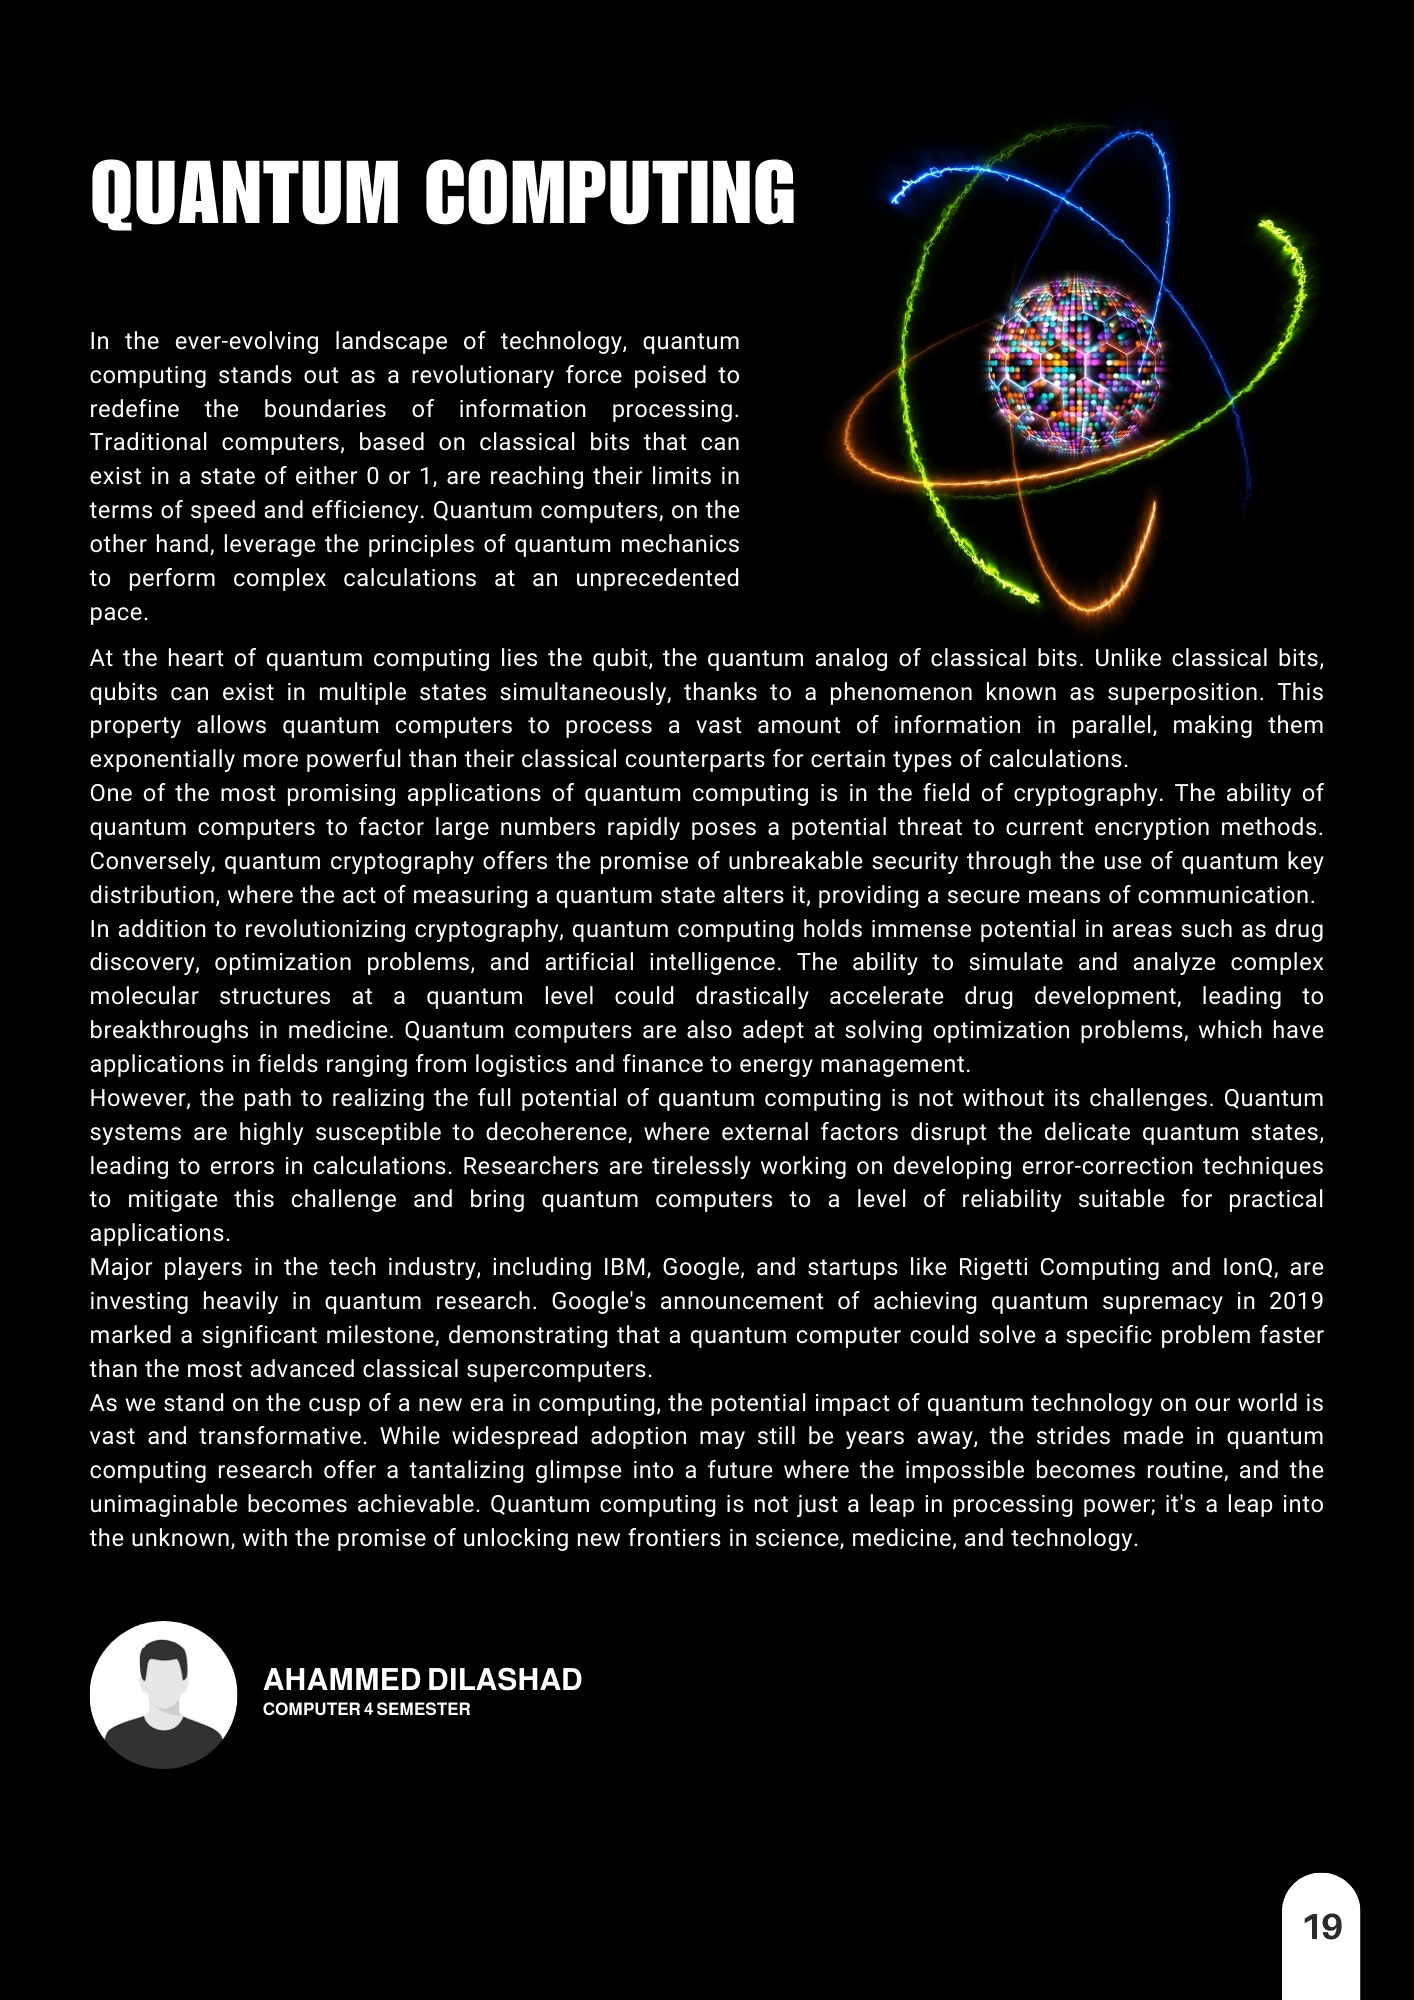 QUANTUM COMPUTING
In the ever-evolving landscape of technology, quantum
computing stands out as a revolutionary force poised to
redefine the boundaries of information processing.
Traditional computers, based on classical bits that can
exist in a state of either 0 or 1, are reaching their limits in
terms of speed and efficiency. Quantum computers, on the
other hand, leverage the principles of quantum mechanics
to perform complex calculations at an unprecedented
pace.
At the heart of quantum computing lies the qubit, the quantum analog of classical bits. Unlike classical bits,
qubits can exist in multiple states simultaneously, thanks to a phenomenon known as superposition. This
property allows quantum computers to process a vast amount of information in parallel, making them
exponentially more powerful than their classical counterparts for certain types of calculations.
One of the most promising applications of quantum computing is in the field of cryptography. The ability of
quantum computers to factor large numbers rapidly poses a potential threat to current encryption methods.
Conversely, quantum cryptography offers the promise of unbreakable security through the use of quantum key
distribution, where the act of measuring a quantum state alters it, providing a secure means of communication.
In addition to revolutionizing cryptography, quantum computing holds immense potential in areas such as drug
discovery, optimization problems, and artificial intelligence. The ability to simulate and analyze complex
molecular structures at a quantum level could drastically accelerate drug development, leading to
breakthroughs in medicine. Quantum computers are also adept at solving optimization problems, which have
applications in fields ranging from logistics and finance to energy management.
However, the path to realizing the full potential of quantum computing is not without its challenges. Quantum
systems are highly susceptible to decoherence, where external factors disrupt the delicate quantum states,
leading to errors in calculations. Researchers are tirelessly working on developing error-correction techniques
to mitigate this challenge and bring quantum computers to a level of reliability suitable for practical
applications.
Major players in the tech industry, including IBM, Google, and startups like Rigetti Computing and IonQ, are
investing heavily in quantum research. Google's announcement of achieving quantum supremacy in 2019
marked a significant milestone, demonstrating that a quantum computer could solve a specific problem faster
than the most advanced classical supercomputers.
As we stand on the cusp of a new era in computing, the potential impact of quantum technology on our world is
vast and transformative. While widespread adoption may still be years away, the strides made in quantum
computing research offer a tantalizing glimpse into a future where the impossible becomes routine, and the
unimaginable becomes achievable. Quantum computing is not just a leap in processing power; it's a leap into
the unknown, with the promise of unlocking new frontiers in science, medicine, and technology.
AHAMMED DILASHAD
COMPUTER 4 SEMESTER
19